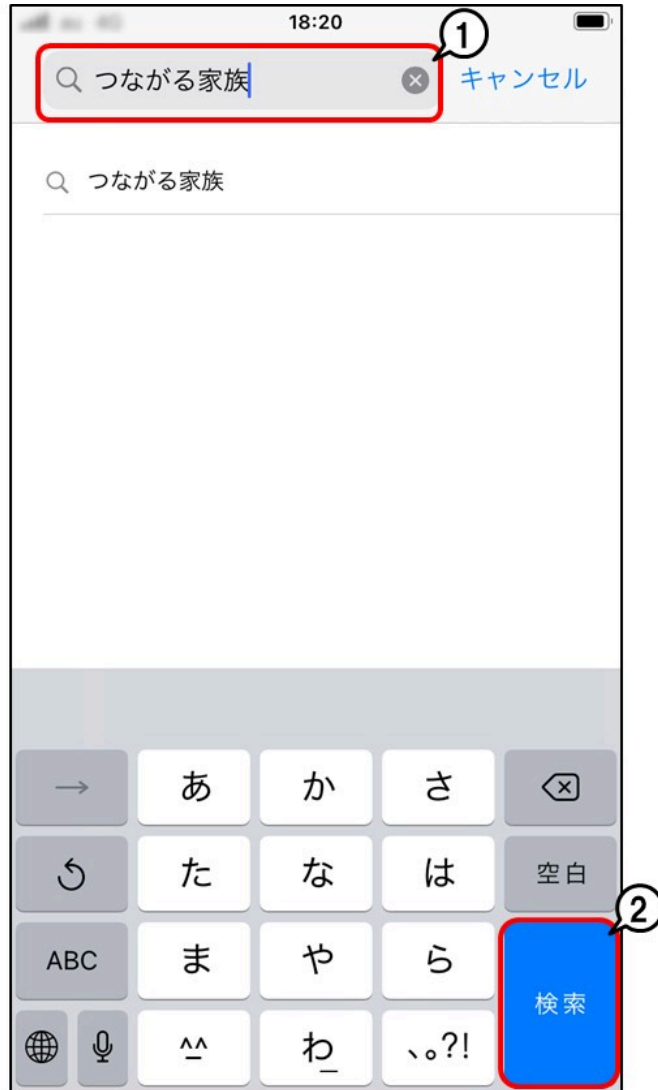 18:20
1
つながる家族
キャンセル
つながる家族
→ あ か さ
た な は 空白
2
ABC ま や ら
検索
^_^ わ_ 、。?!